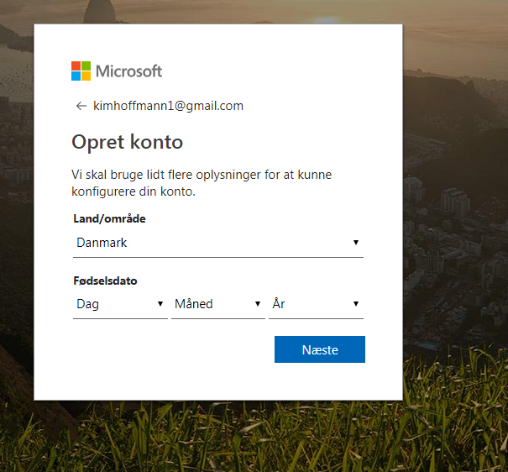 Microsoft
← kimhoffmann1@gmail.com
Opret konto
Vi skal bruge lidt flere oplysninger for at kunne
konfigurere din konto.
Land/område
Danmark
Fødselsdato
Dag Måned År
Næste